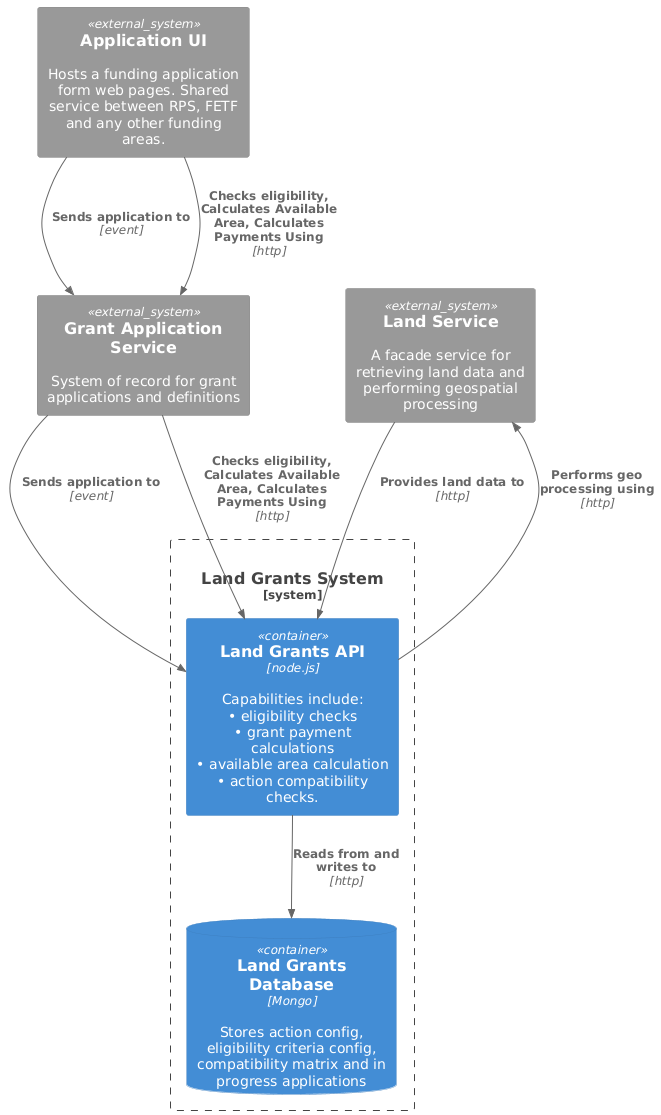 «external_system»
Application UI
Hosts a funding application
form web pages. Shared
service between RPS, FETF
and any other funding
areas.
Sends application to
[event]
Checks eligibility,
Calculates Available
Area, Calculates
Payments Using
[http]
«external_system»
Grant Application
Service
System of record for grant
applications and definitions
«external_system»
Land Service
A facade service for
retrieving land data and
performing geospatial
processing
Sends application to
[event]
Checks eligibility,
Calculates Available
Area, Calculates
Payments Using
[http]
Provides land data to
[http]
Performs geo
processing using
[http]
Land Grants System
[system]
«container»
Land Grants API
[node.js]
Capabilities include:
• eligibility checks
• grant payment
calculations
• available area calculation
• action compatibility
checks.
Reads from and
writes to
[http]
«container»
Land Grants
Database
[Mongo]
Stores action config,
eligibility criteria config,
compatibility matrix and in
progress applications